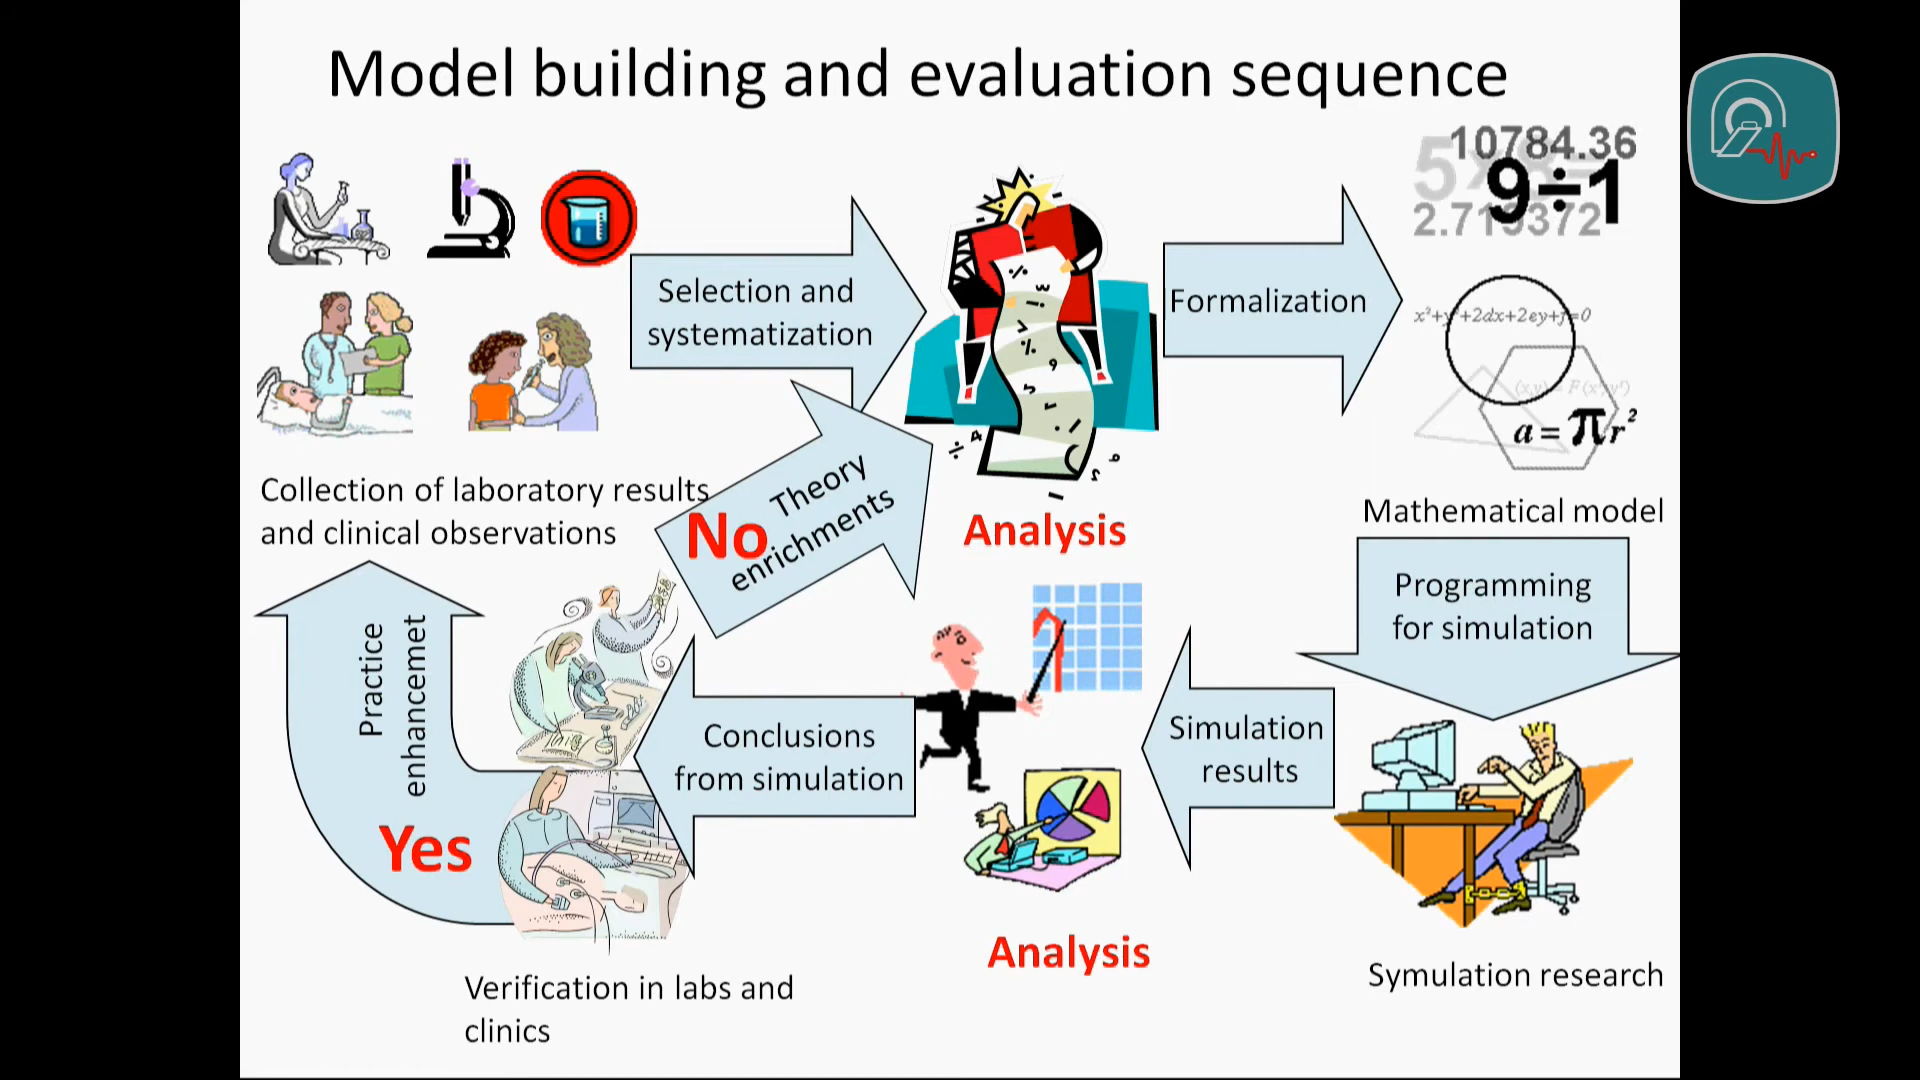 Model building and evaluation sequence
10784.36
9÷1
2.719372
Selection and
systematization
Formalization
a = πr²
Collection of laboratory results
and clinical observations
Theory
enrichments
No
Analysis
Mathematical model
Programming
for simulation
Practice
enhancemet
Yes
Conclusions
from simulation
Simulation
results
Analysis
Symulation research
Verification in labs and
clinics